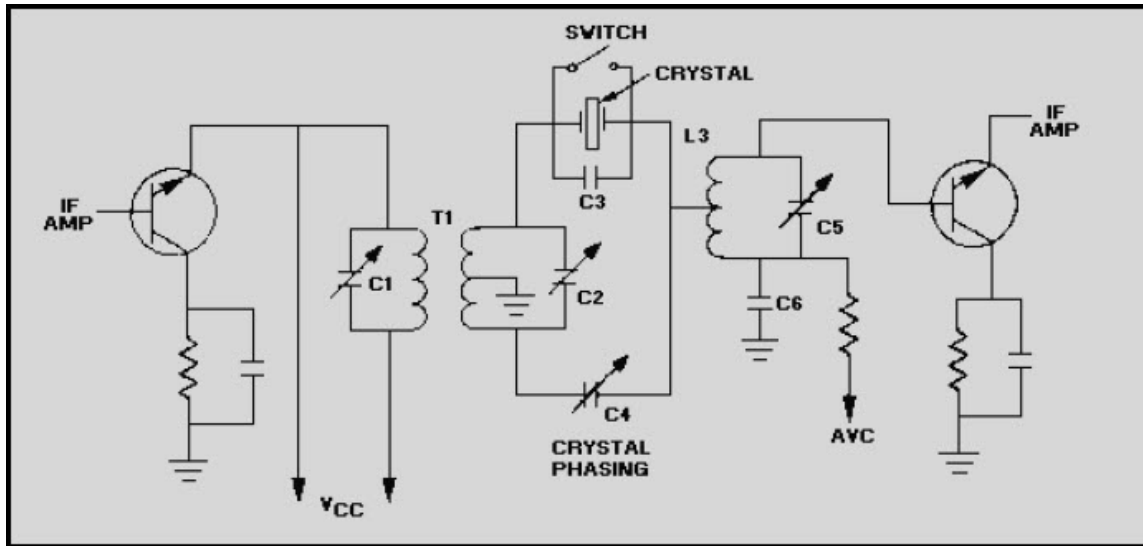 SWITCH
CRYSTAL
IF
AMP
L3
IF
AMP
T1
C3
C5
C1
C2
C6
C4
AVC
CRYSTAL
PHASING
VCC